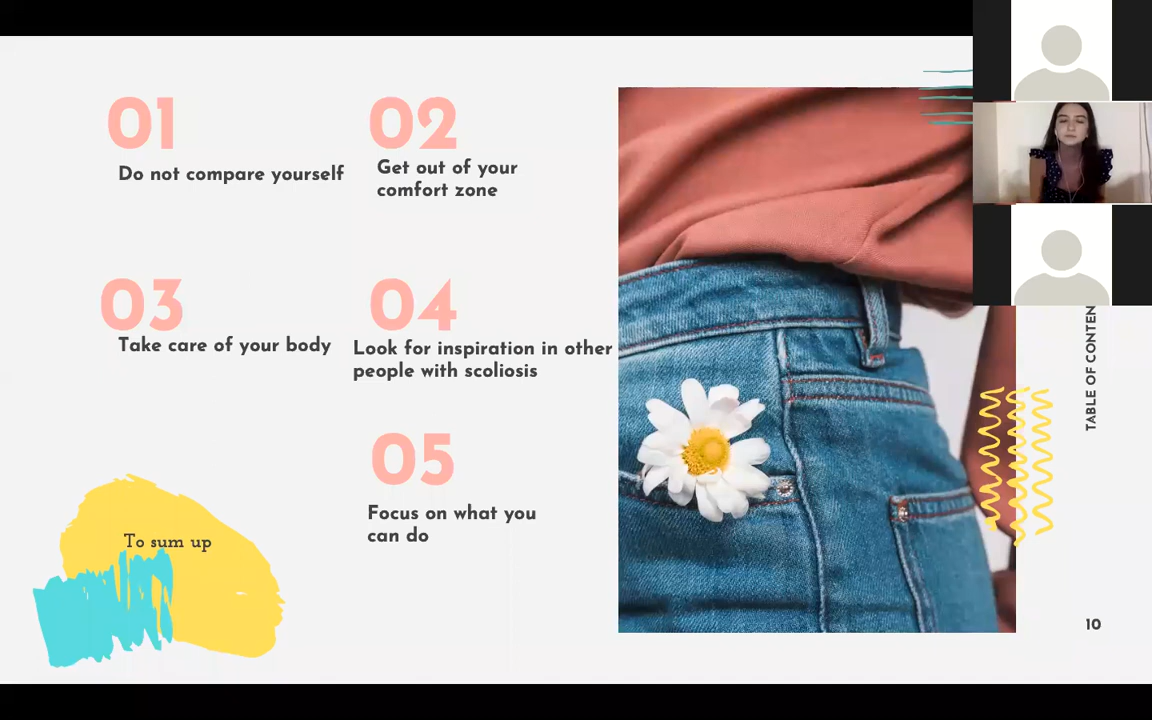 01
Do not compare yourself
02
Get out of your
comfort zone
03
Take care of your body
04
Look for inspiration in other
people with scoliosis
05
Focus on what you
can do
To sum up
TABLE OF CONTEN
10